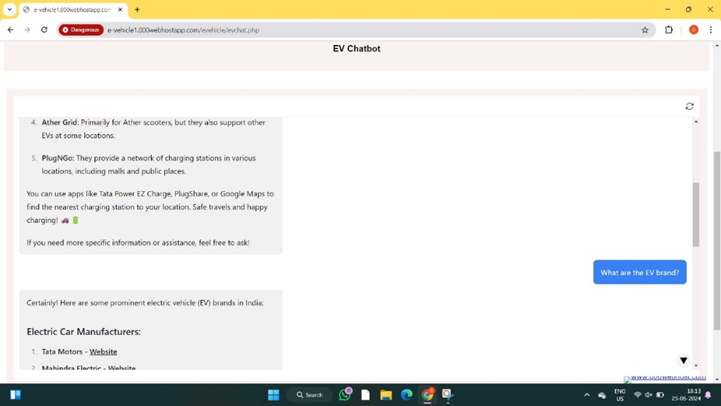 e-vehicle1.000webhostapp.com/
Dangerous
e-vehicle1.000webhostapp.com/evehicle/evchat.php
EV Chatbot
4. Ather Grid: Primarily for Ather scooters, but they also support other
EVs at some locations.
5. PlugNGo: They provide a network of charging stations in various
locations, including malls and public places.
You can use apps like Tata Power EZ Charge, PlugShare, or Google Maps to
find the nearest charging station to your location. Safe travels and happy
charging! 🚗 🔋
If you need more specific information or assistance, feel free to ask!
What are the EV brand?
Certainly! Here are some prominent electric vehicle (EV) brands in India:
Electric Car Manufacturers:
1. Tata Motors - Website
2. Mahindra Electric - Website
www.000webhost.com
Search
ENG
US
18:13
25-06-2024